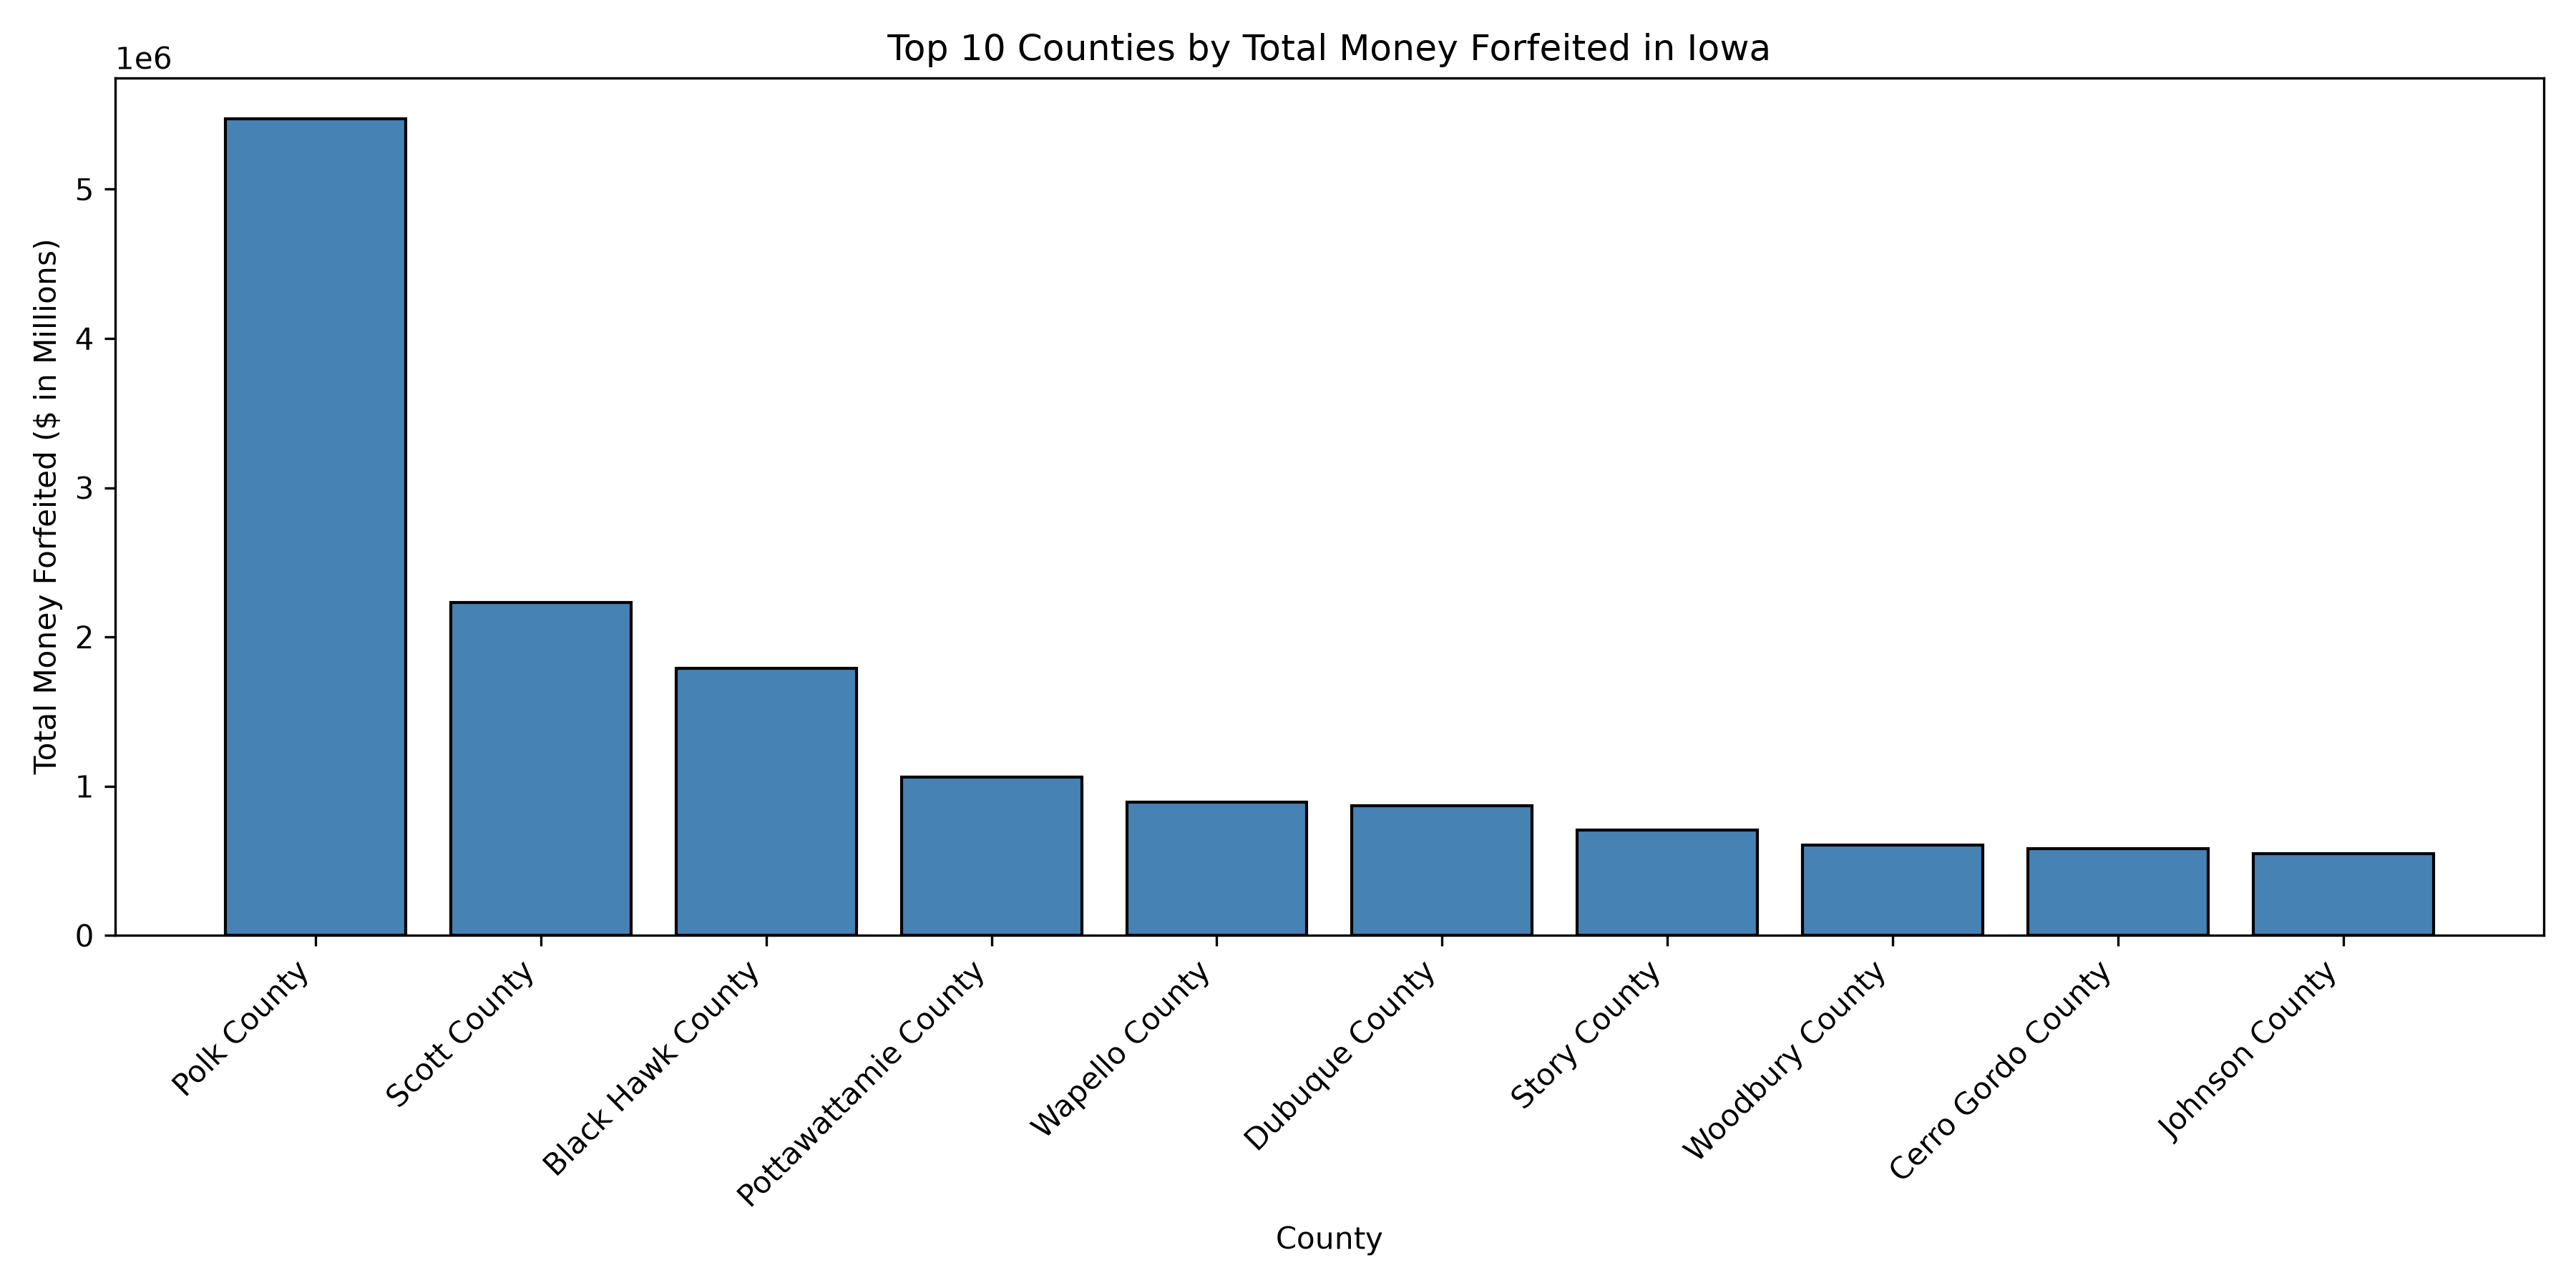 Top 10 Counties by Total Money Forfeited in Iowa
1e6
Total Money Forfeited ($ in Millions)
5
4
3
2
1
0
Polk County
Scott County
Black Hawk County
Pottawattamie County
Wapello County
Dubuque County
Story County
Woodbury County
Cerro Gordo County
Johnson County
County